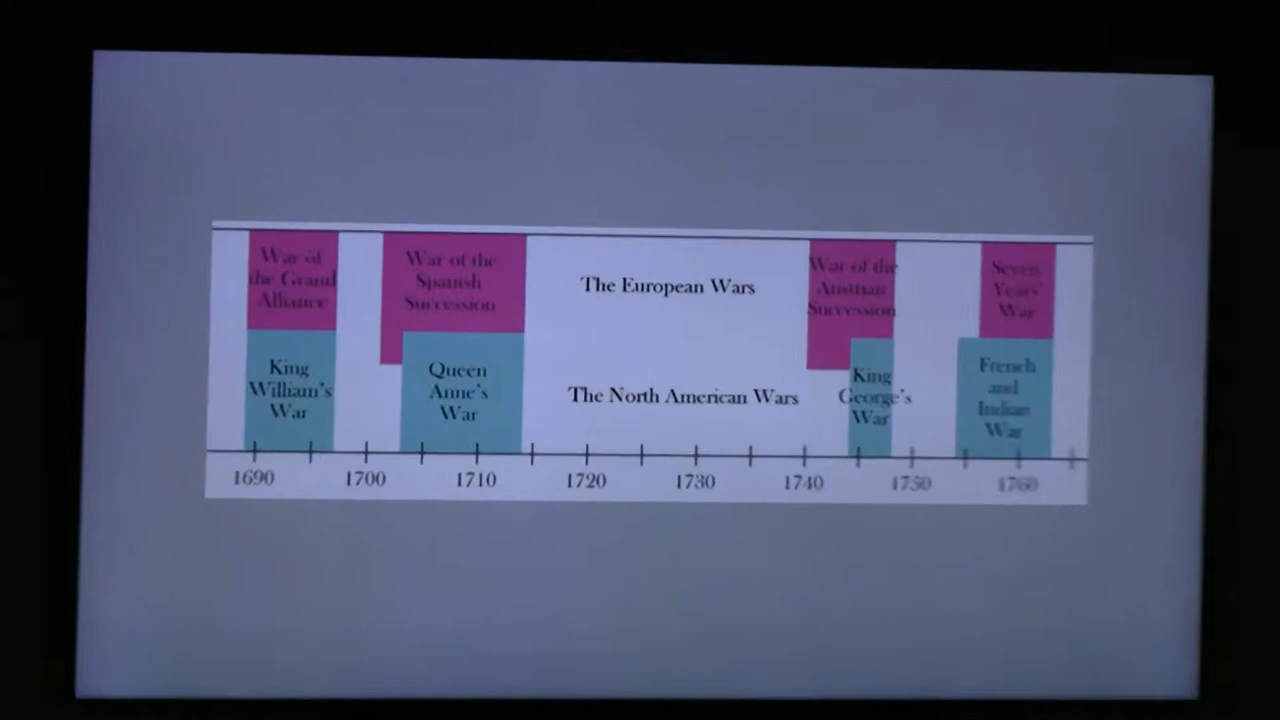 War of
the Grand
Alliance
War of the
Spanish
Succession
The European Wars
War of the
Austrian
Succession
Seven
Years'
War
King
William's
War
Queen
Anne's
War
The North American Wars
King
George's
War
French
and
Indian
War
1690
1700
1710
1720
1730
1740
1750
1760